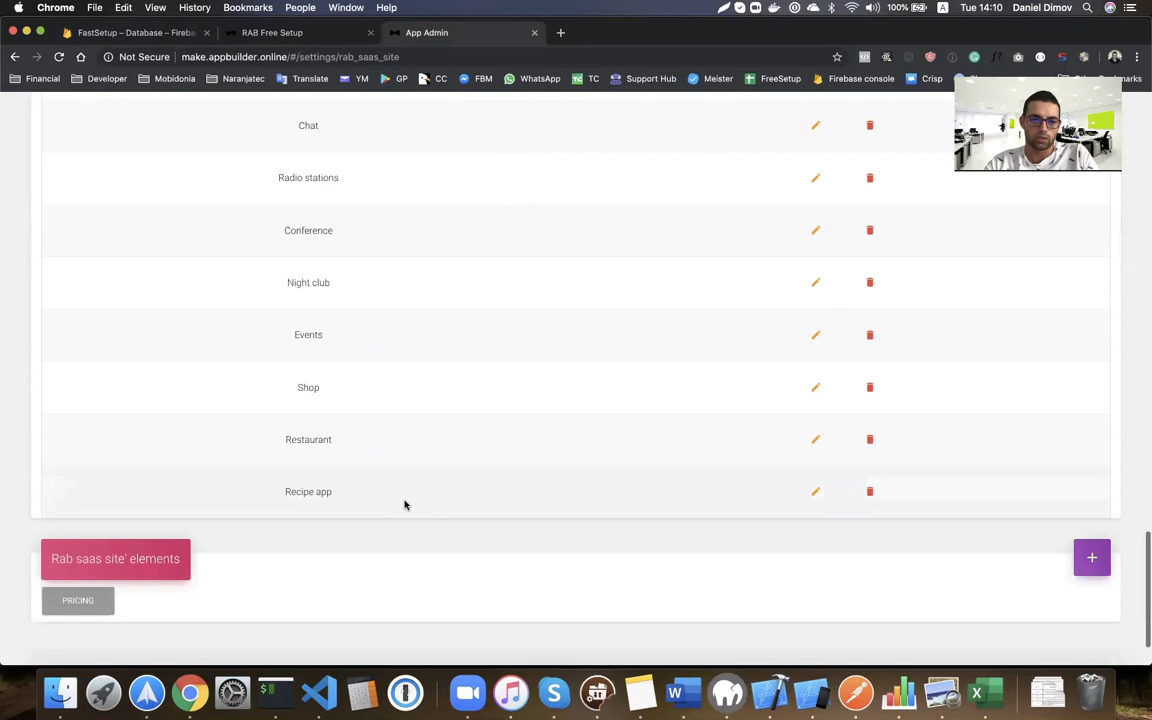 Chrome File Edit View History Bookmarks People Window Help
100% Tue 14:10 Daniel Dimov
FastSetup – Database – Fireba
RAB Free Setup
App Admin
Not Secure make.appbuilder.online/#/settings/rab_saas_site
Financial Developer Mobidonia Naranjatec Translate YM GP CC FBM WhatsApp TC Support Hub Meister FreeSetup Firebase console Crisp Bookmarks
Chat
Radio stations
Conference
Night club
Events
Shop
Restaurant
Recipe app
Rab saas site' elements
+
PRICING